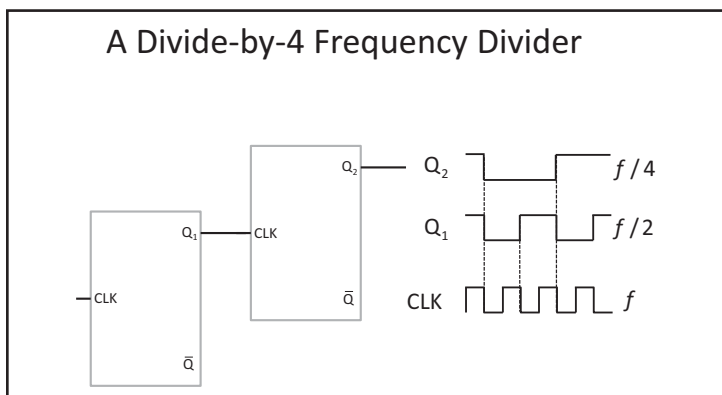 A Divide-by-4 Frequency Divider
Q₂
Q₂
f / 4
Q₁
CLK
Q₁
f / 2
CLK
Q̅
CLK
f
Q̅